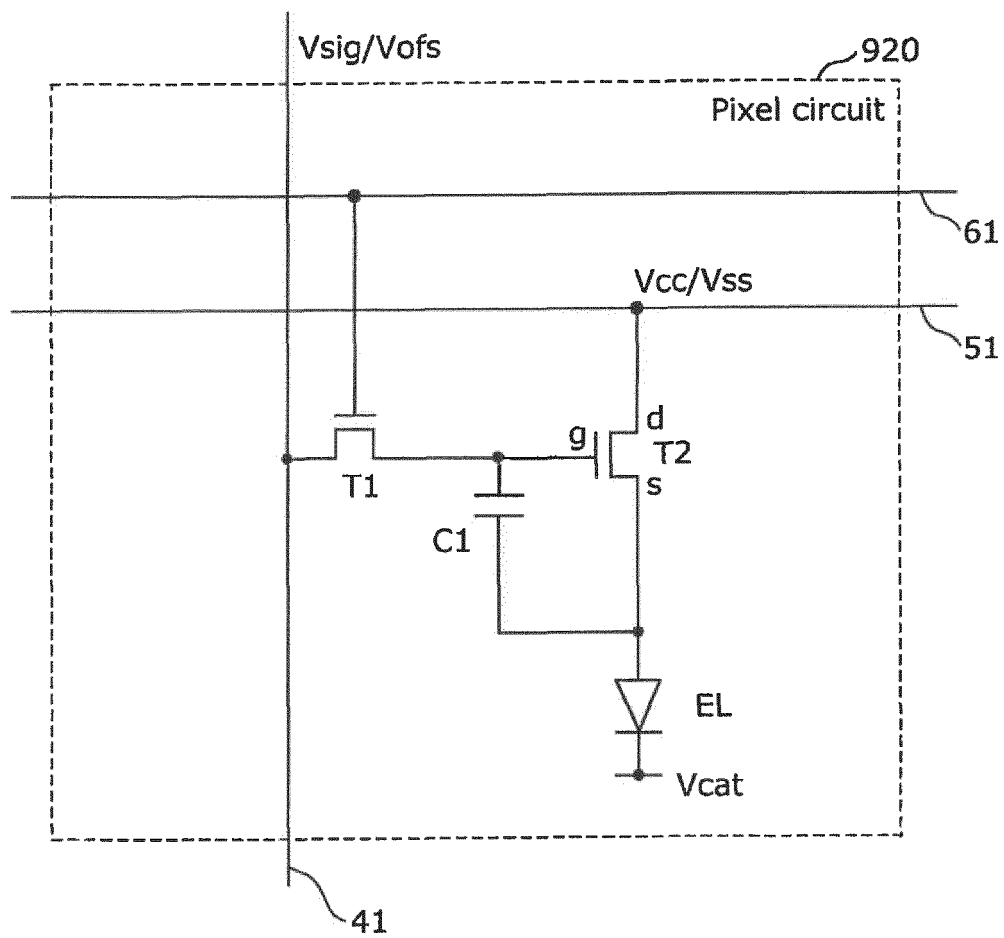 Vsig/Vofs
920
Pixel circuit
61
Vcc/Vss
51
d
g
T2
s
T1
C1
EL
Vcat
41